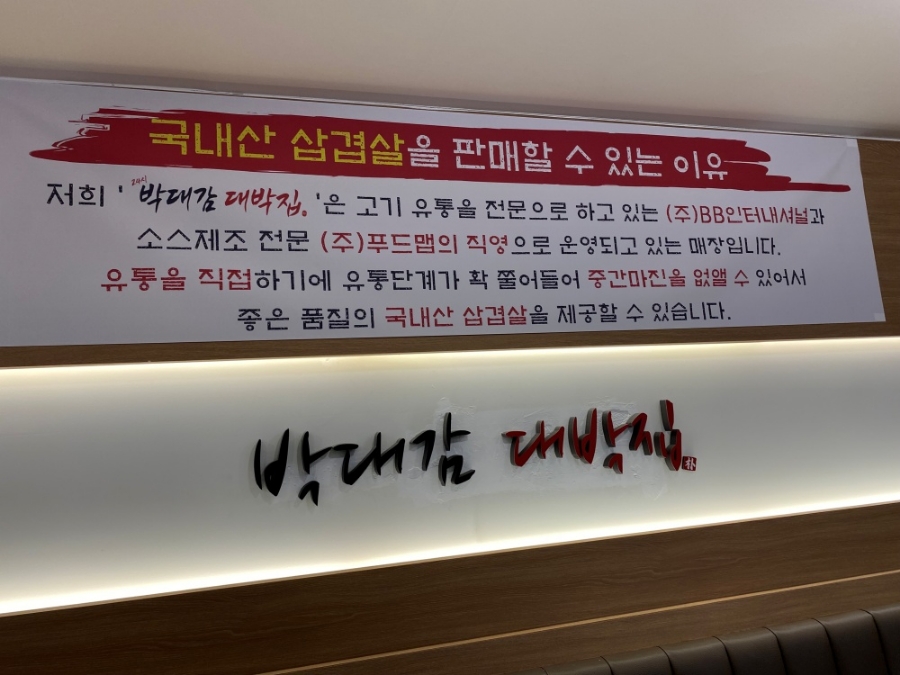 국내산 삼겹살을 판매할 수 있는 이유
24시
저희 ' 박대감 대박집. '은 고기 유통을 전문으로 하고 있는 (주)BB인터내셔널과
소스제조 전문 (주)푸드맵의 직영으로 운영되고 있는 매장입니다.
유통을 직접하기에 유통단계가 확 쭐어들어 중간마진을 없앨 수 있어서
좋은 품질의 국내산 삼겹살을 제공할 수 있습니다.
박대감 대박집.
朴